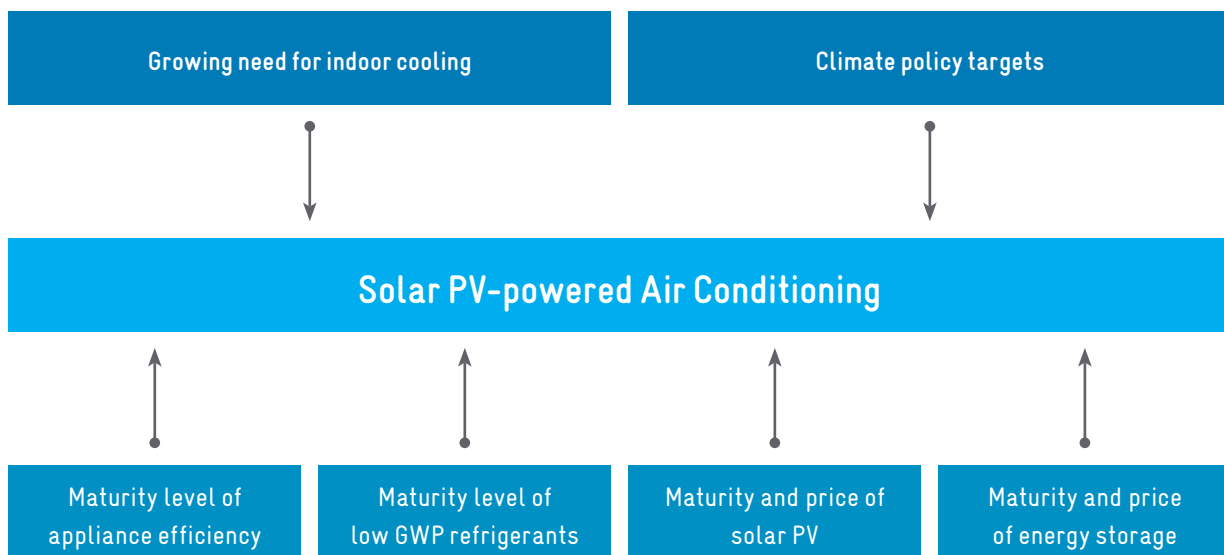 Growing need for indoor cooling
Climate policy targets
Solar PV-powered Air Conditioning
Maturity level of
appliance efficiency
Maturity level of
low GWP refrigerants
Maturity and price of
solar PV
Maturity and price
of energy storage